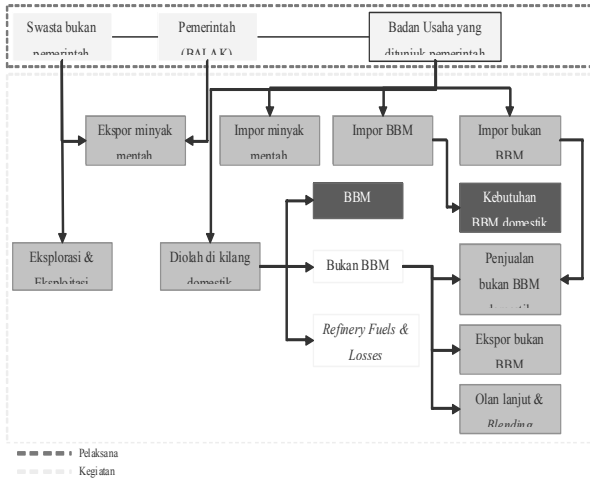 Swasta bukan
pemerintah
Pemerintah
(BALAK)
Badan Usaha yang
ditunjuk pemerintah
Ekspor minyak
mentah
Impor minyak
mentah
Impor BBM
Impor bukan
BBM
BBM
Kebutuhan
BBM domestik
Eksplorasi &
Eksploitasi
Diolah di kilang
domestik
Bukan BBM
Penjualan
bukan BBM
domestik
Refinery Fuels &
Losses
Ekspor bukan
BBM
Olan lanjut &
Blending
Pelaksana
Kegiatan